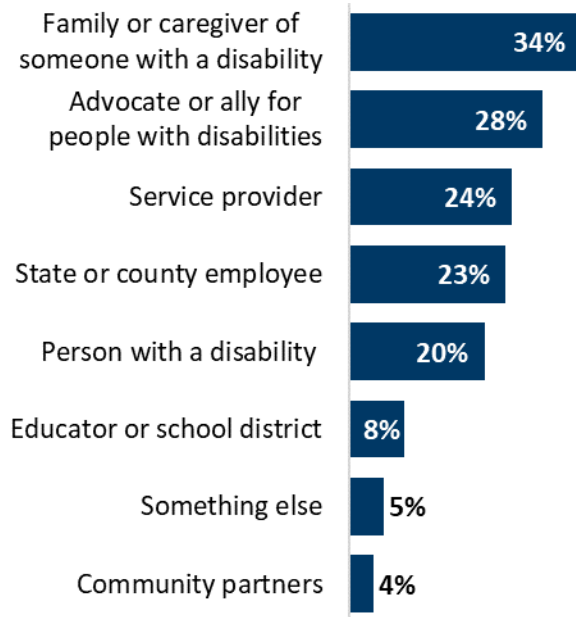 Family or caregiver of
someone with a disability
34%
Advocate or ally for
people with disabilities
28%
Service provider
24%
State or county employee
23%
Person with a disability
20%
Educator or school district
8%
Something else
5%
Community partners
4%